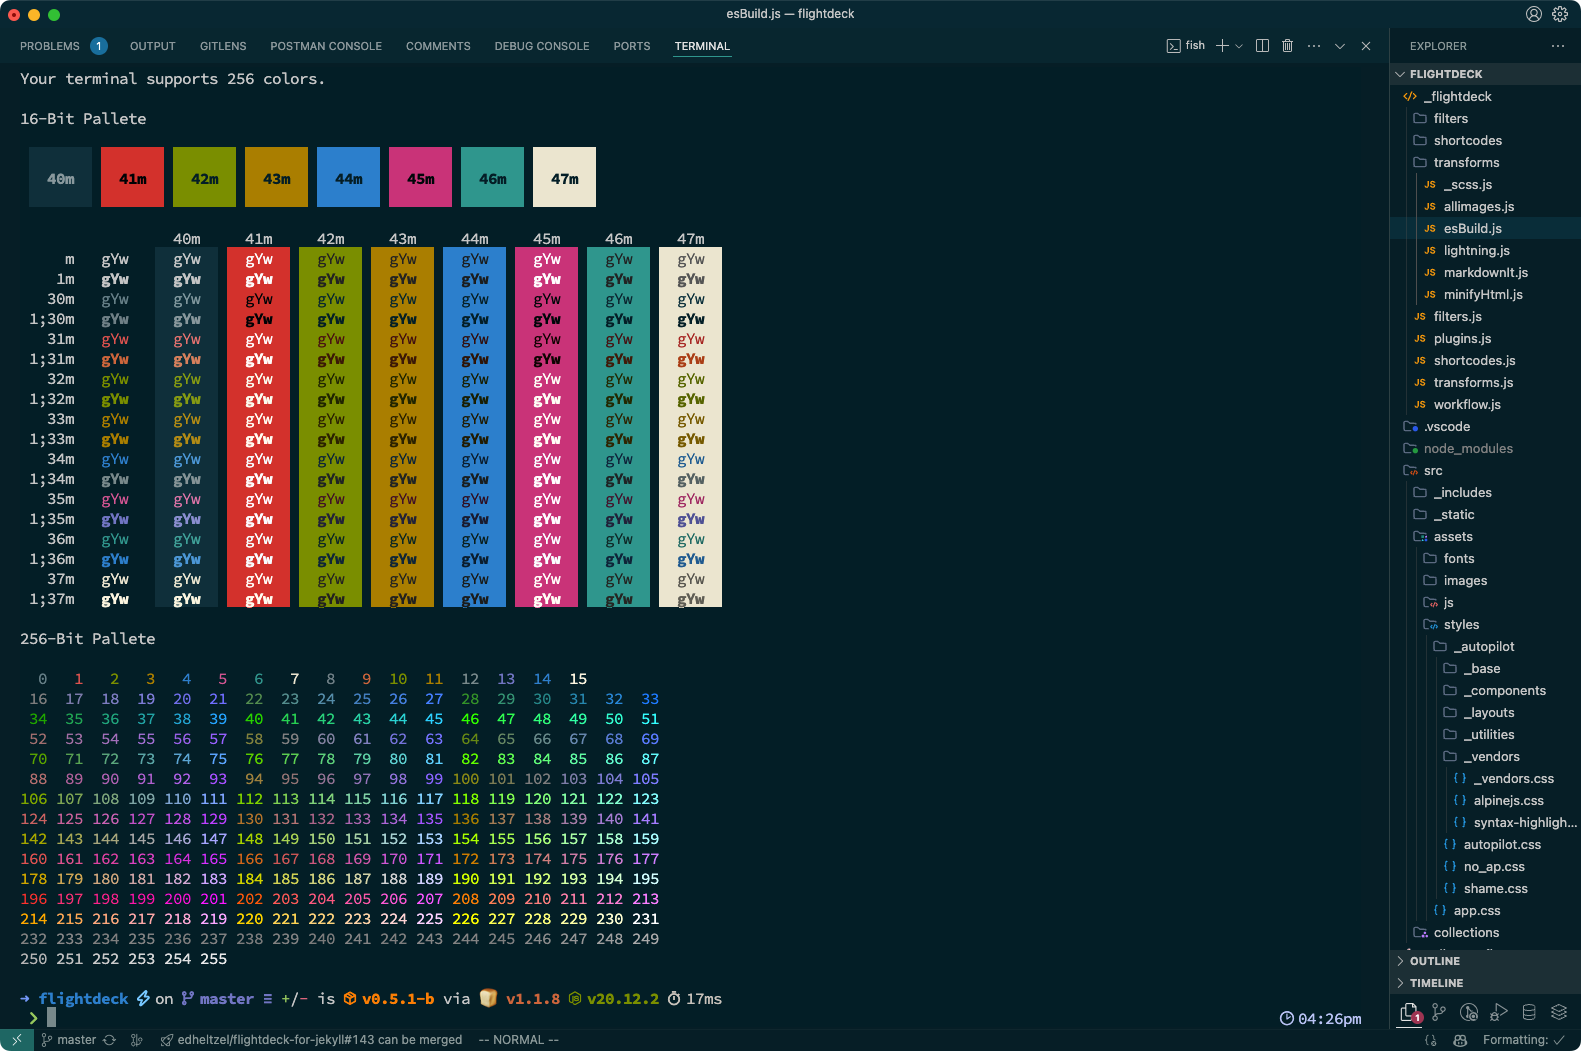 esBuild.js — flightdeck
PROBLEMS 1 OUTPUT GITLENS POSTMAN CONSOLE COMMENTS DEBUG CONSOLE PORTS TERMINAL fish
Your terminal supports 256 colors.
16-Bit Pallete
40m 41m 42m 43m 44m 45m 46m 47m
40m 41m 42m 43m 44m 45m 46m 47m
m gYw gYw gYw gYw gYw gYw gYw gYw gYw
1m gYw gYw gYw gYw gYw gYw gYw gYw gYw
30m gYw gYw gYw gYw gYw gYw gYw gYw gYw
1;30m gYw gYw gYw gYw gYw gYw gYw gYw gYw
31m gYw gYw gYw gYw gYw gYw gYw gYw gYw
1;31m gYw gYw gYw gYw gYw gYw gYw gYw gYw
32m gYw gYw gYw gYw gYw gYw gYw gYw gYw
1;32m gYw gYw gYw gYw gYw gYw gYw gYw gYw
33m gYw gYw gYw gYw gYw gYw gYw gYw gYw
1;33m gYw gYw gYw gYw gYw gYw gYw gYw gYw
34m gYw gYw gYw gYw gYw gYw gYw gYw gYw
1;34m gYw gYw gYw gYw gYw gYw gYw gYw gYw
35m gYw gYw gYw gYw gYw gYw gYw gYw gYw
1;35m gYw gYw gYw gYw gYw gYw gYw gYw gYw
36m gYw gYw gYw gYw gYw gYw gYw gYw gYw
1;36m gYw gYw gYw gYw gYw gYw gYw gYw gYw
37m gYw gYw gYw gYw gYw gYw gYw gYw gYw
1;37m gYw gYw gYw gYw gYw gYw gYw gYw gYw
256-Bit Pallete
0 1 2 3 4 5 6 7 8 9 10 11 12 13 14 15
16 17 18 19 20 21 22 23 24 25 26 27 28 29 30 31 32 33
34 35 36 37 38 39 40 41 42 43 44 45 46 47 48 49 50 51
52 53 54 55 56 57 58 59 60 61 62 63 64 65 66 67 68 69
70 71 72 73 74 75 76 77 78 79 80 81 82 83 84 85 86 87
88 89 90 91 92 93 94 95 96 97 98 99 100 101 102 103 104 105
106 107 108 109 110 111 112 113 114 115 116 117 118 119 120 121 122 123
124 125 126 127 128 129 130 131 132 133 134 135 136 137 138 139 140 141
142 143 144 145 146 147 148 149 150 151 152 153 154 155 156 157 158 159
160 161 162 163 164 165 166 167 168 169 170 171 172 173 174 175 176 177
178 179 180 181 182 183 184 185 186 187 188 189 190 191 192 193 194 195
196 197 198 199 200 201 202 203 204 205 206 207 208 209 210 211 212 213
214 215 216 217 218 219 220 221 222 223 224 225 226 227 228 229 230 231
232 233 234 235 236 237 238 239 240 241 242 243 244 245 246 247 248 249
250 251 252 253 254 255
➜ flightdeck ⚡ on master ≡ +/- is v0.5.1-b via v1.1.8 v20.12.2 17ms
❯
04:26pm
EXPLORER
FLIGHTDECK
_flightdeck
filters
shortcodes
transforms
JS _scss.js
JS allimages.js
JS esBuild.js
JS lightning.js
JS markdownIt.js
JS minifyHtml.js
JS filters.js
JS plugins.js
JS shortcodes.js
JS transforms.js
JS workflow.js
.vscode
node_modules
src
_includes
_static
assets
fonts
images
js
styles
_autopilot
_base
_components
_layouts
_utilities
_vendors
{} _vendors.css
{} alpinejs.css
{} syntax-highligh...
{} autopilot.css
{} no_ap.css
{} shame.css
{} app.css
collections
OUTLINE
TIMELINE
1
master edheltzel/flightdeck-for-jekyll#143 can be merged -- NORMAL -- Formatting: ✓